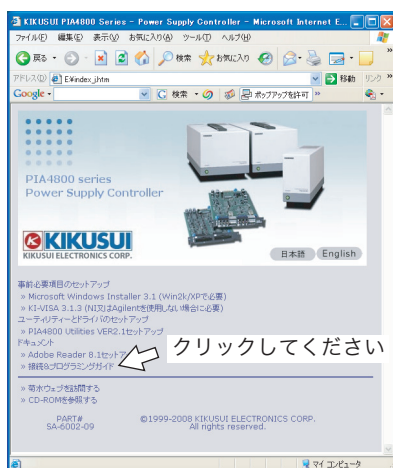 KIKUSUI PIA4800 Series - Power Supply Controller - Microsoft Internet E...
ファイル(F) 編集(E) 表示(V) お気に入り(A) ツール(T) ヘルプ(H)
戻る 検索 お気に入り
アドレス(D) E:¥index_j.htm 移動 リンク »
Google 検索 ポップアップを許可 »
PIA4800 series
Power Supply Controller
KIKUSUI
KIKUSUI ELECTRONICS CORP.
日本語 English
事前必要項目のセットアップ
» Microsoft Windows Installer 3.1 (Win2k/XPで必要)
» KI-VISA 3.1.3 (NI又はAgilentを使用しない場合に必要)
ユーティリティーとドライバのセットアップ
» PIA4800 Utilities VER2.1セットアップ
ドキュメント
» Adobe Reader 8.1セットア
クリックしてください
» 接続&プログラミングガイド
» 菊水ウェブを訪問する
» CD-ROMを参照する
PART# ©1999-2008 KIKUSUI ELECTRONICS CORP.
SA-6002-09 All rights reserved.
マイ コンピュータ